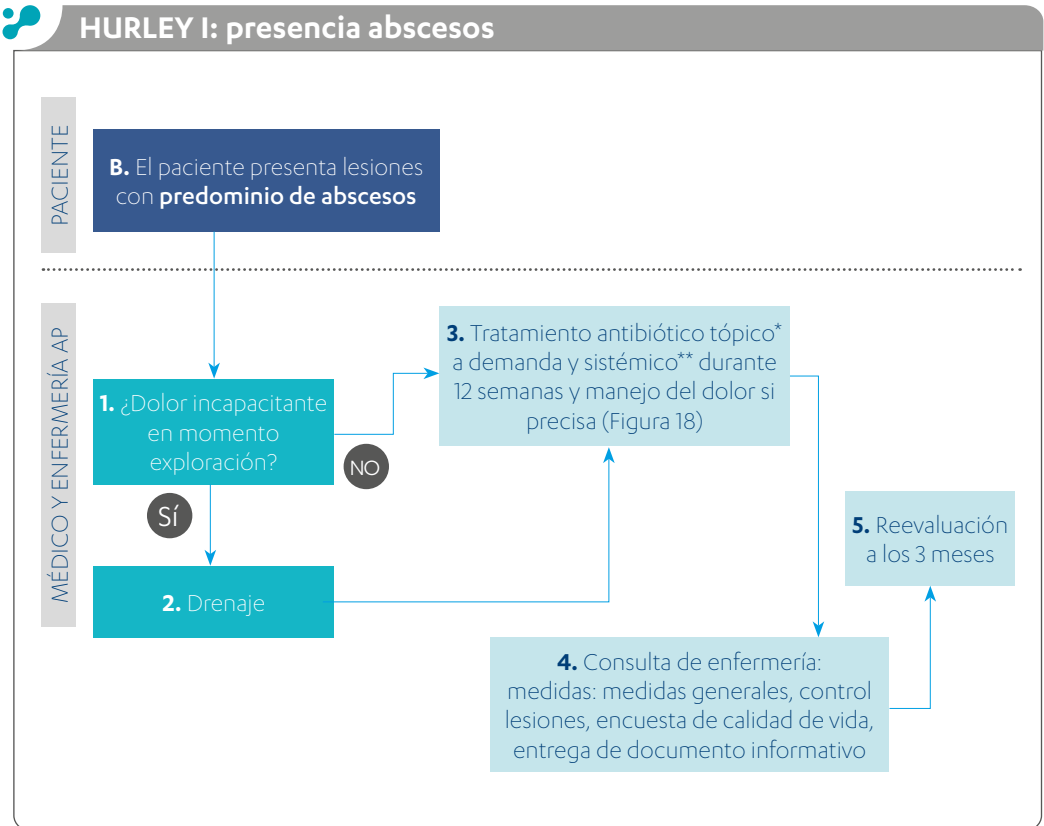 HURLEY I: presencia abscesos
PACIENTE
B. El paciente presenta lesiones
con predominio de abscesos
MÉDICO Y ENFERMERÍA AP
1. ¿Dolor incapacitante
en momento
exploración?
NO
Sí
2. Drenaje
3. Tratamiento antibiótico tópico*
a demanda y sistémico** durante
12 semanas y manejo del dolor si
precisa (Figura 18)
4. Consulta de enfermería:
medidas: medidas generales, control
lesiones, encuesta de calidad de vida,
entrega de documento informativo
5. Reevaluación
a los 3 meses